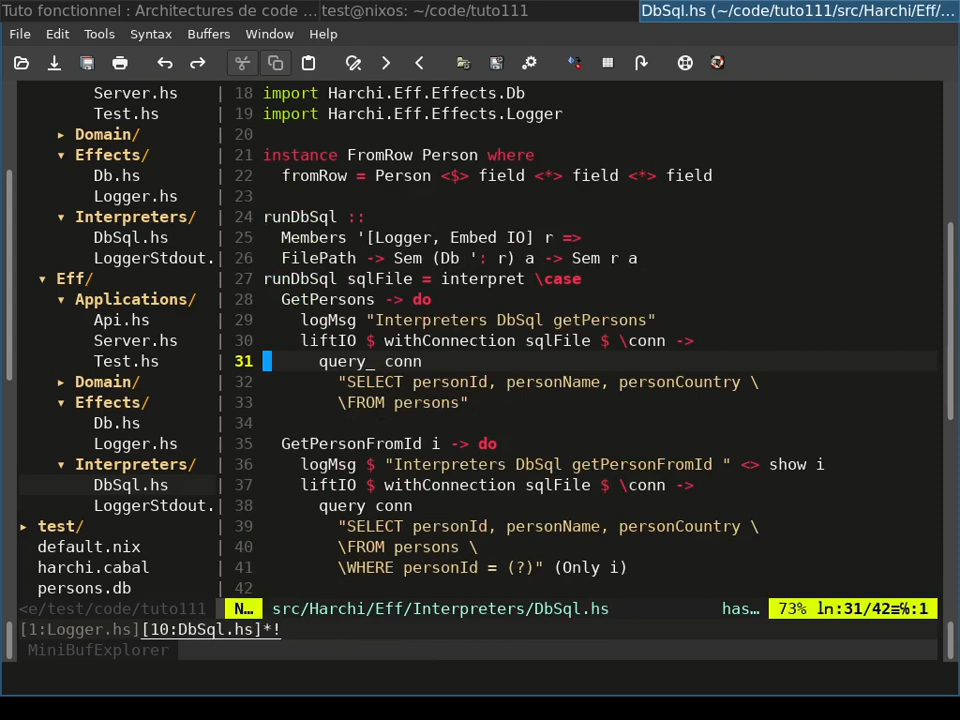 Tuto fonctionnel : Architectures de code ...
test@nixos: ~/code/tuto111
DbSql.hs (~/code/tuto111/src/Harchi/Eff/...
File Edit Tools Syntax Buffers Window Help
Server.hs
Test.hs
▸ Domain/
▾ Effects/
Db.hs
Logger.hs
▾ Interpreters/
DbSql.hs
LoggerStdout.
▾ Eff/
▾ Applications/
Api.hs
Server.hs
Test.hs
▸ Domain/
▾ Effects/
Db.hs
Logger.hs
▾ Interpreters/
DbSql.hs
LoggerStdout.
▸ test/
default.nix
harchi.cabal
persons.db
18 import Harchi.Eff.Effects.Db
19 import Harchi.Eff.Effects.Logger
20
21 instance FromRow Person where
22   fromRow = Person <$> field <*> field <*> field
23
24 runDbSql ::
25   Members '[Logger, Embed IO] r =>
26   FilePath -> Sem (Db ': r) a -> Sem r a
27 runDbSql sqlFile = interpret \case
28   GetPersons -> do
29     logMsg "Interpreters DbSql getPersons"
30     liftIO $ withConnection sqlFile $ \conn ->
31       query_ conn
32         "SELECT personId, personName, personCountry \
33         \FROM persons"
34
35   GetPersonFromId i -> do
36     logMsg $ "Interpreters DbSql getPersonFromId " <> show i
37     liftIO $ withConnection sqlFile $ \conn ->
38       query conn
39         "SELECT personId, personName, personCountry \
40         \FROM persons \
41         \WHERE personId = (?)" (Only i)
42
<e/test/code/tuto111 N… src/Harchi/Eff/Interpreters/DbSql.hs has… 73% ㏑:31/42≡℅:1
[1:Logger.hs][10:DbSql.hs]*!
MiniBufExplorer